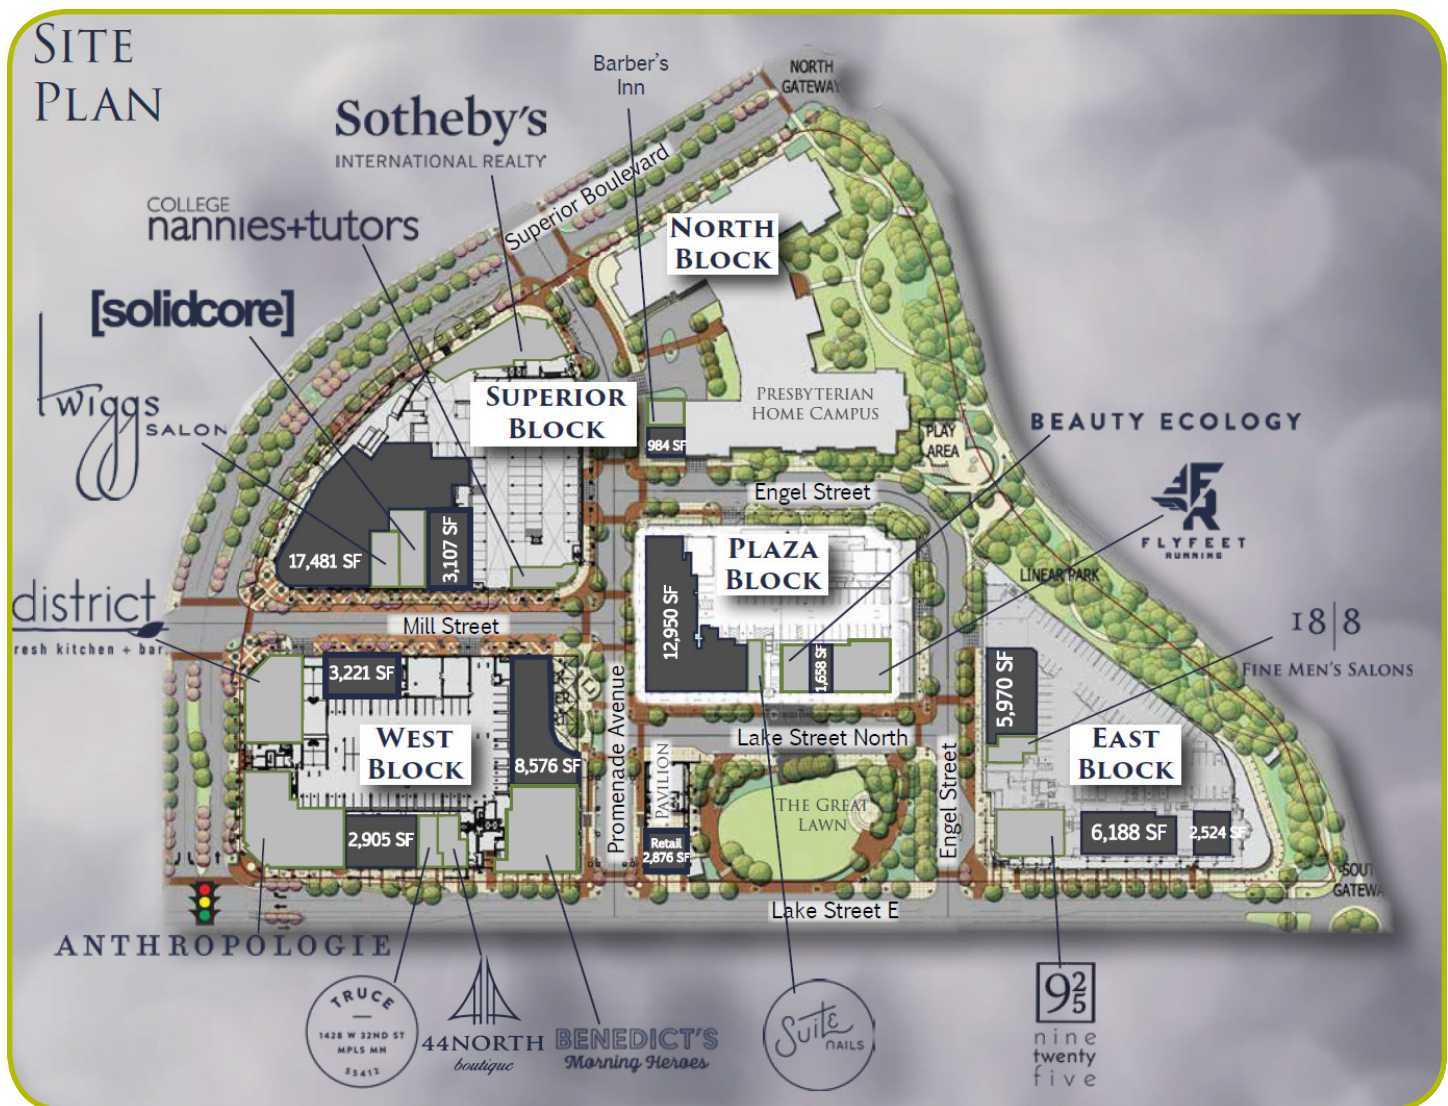 SITE
PLAN
Barber's
Inn
NORTH
GATEWAY
Sotheby's
INTERNATIONAL REALTY
Superior Boulevard
COLLEGE
nannies+tutors
NORTH
BLOCK
[solidcore]
twiggs
SALON
SUPERIOR
BLOCK
PRESBYTERIAN
HOME CAMPUS
984 SF
PLAY
AREA
BEAUTY ECOLOGY
Engel Street
FR
FLYFEET
RUNNING
17,481 SF
3,107 SF
PLAZA
BLOCK
12,950 SF
1,658 SF
LINEAR PARK
district
resh kitchen + bar
Mill Street
18|8
FINE MEN'S SALONS
3,221 SF
8,576 SF
WEST
BLOCK
Promenade Avenue
Lake Street North
5,970 SF
EAST
BLOCK
PAVILION
THE GREAT
LAWN
Engel Street
2,905 SF
Retail
2,876 SF
6,188 SF
2,524 SF
SOUT
GATEWA
Lake Street E
ANTHROPOLOGIE
TRUCE
1428 W 32ND ST
MPLS MN
55412
44NORTH
boutique
BENEDICT'S
Morning Heroes
Suite
NAILS
925
nine
twenty
five